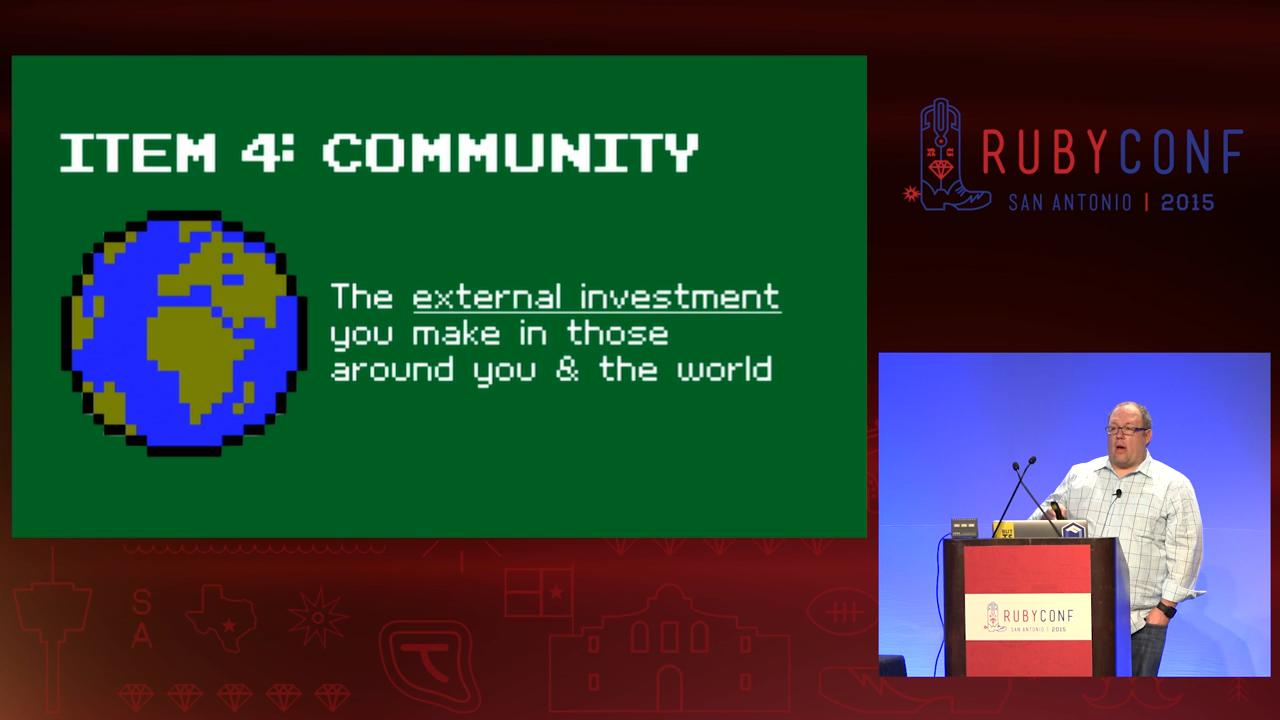 ITEM 4: COMMUNITY
The external investment
you make in those
around you & the world
RUBYCONF
SAN ANTONIO | 2015
S
A
RUBYCONF
SAN ANTONIO | 2015